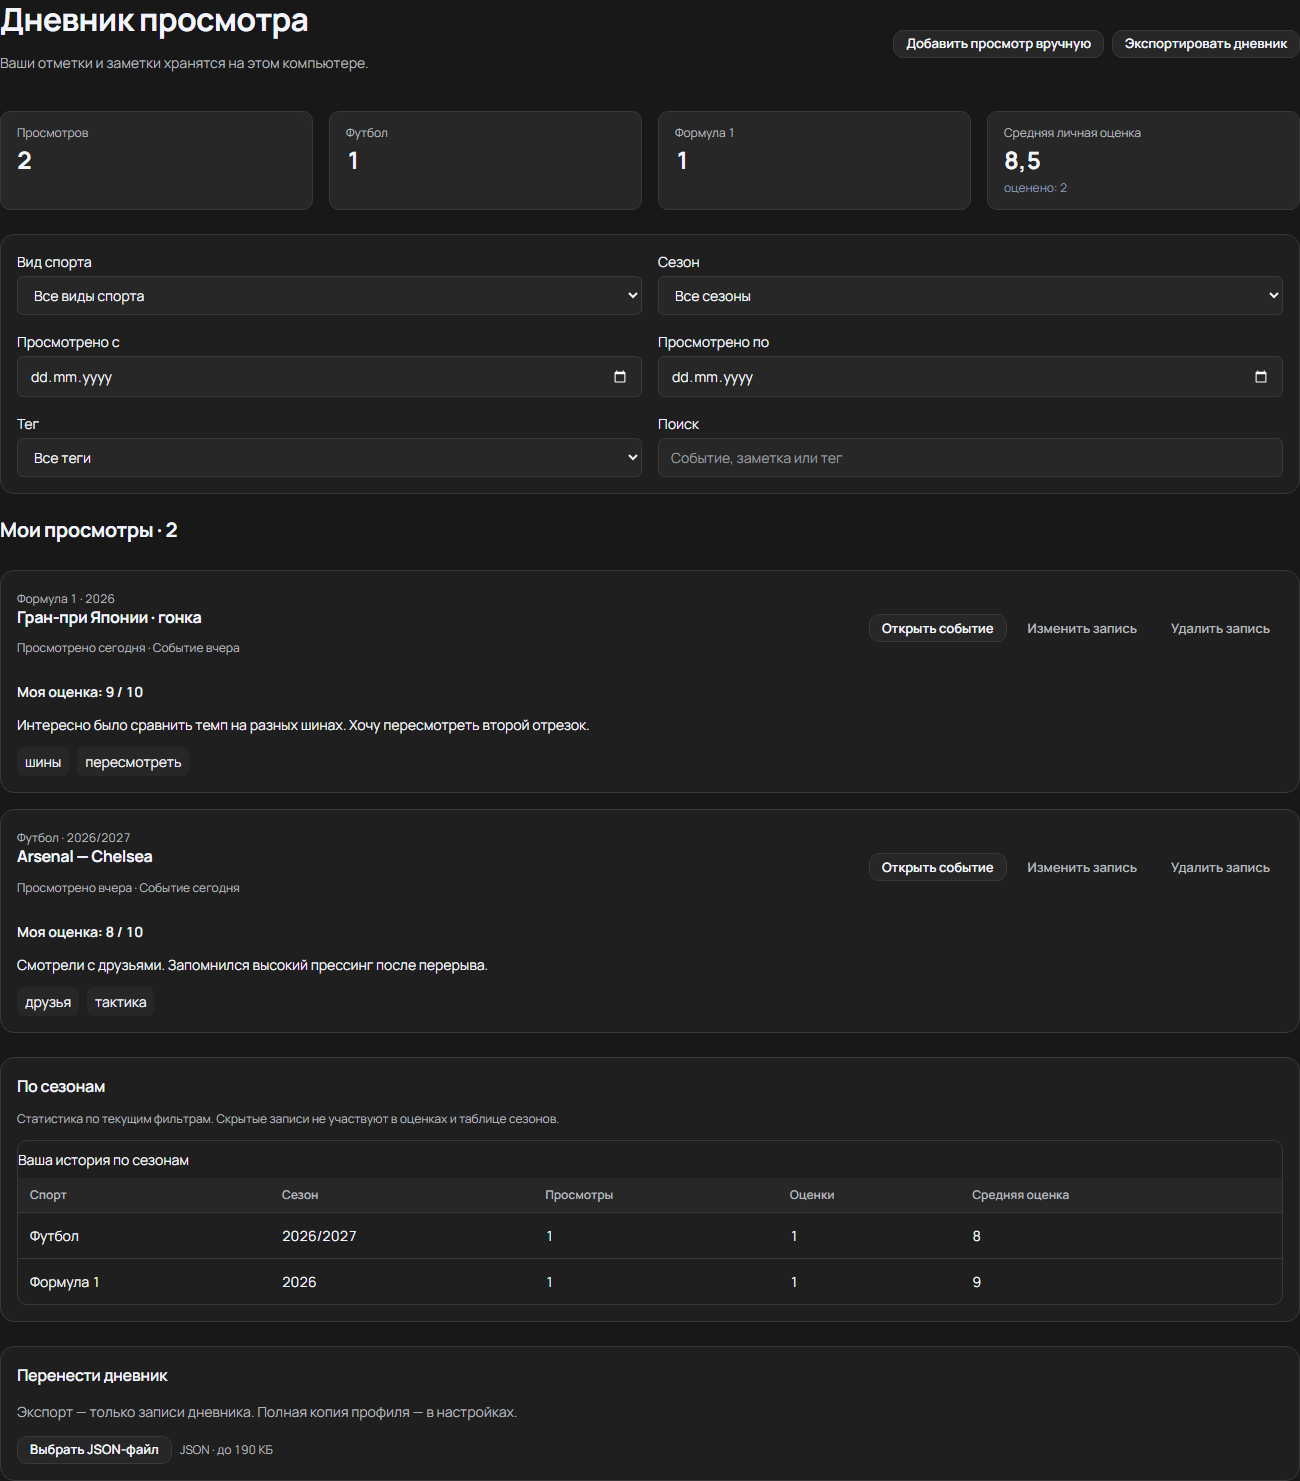 Дневник просмотра
Ваши отметки и заметки хранятся на этом компьютере.
Добавить просмотр вручную
Экспортировать дневник
Просмотров
2
Футбол
1
Формула 1
1
Средняя личная оценка
8,5
оценено: 2
Вид спорта
Все виды спорта
Сезон
Все сезоны
Просмотрено с
dd.mm.yyyy
Просмотрено по
dd.mm.yyyy
Тег
Все теги
Поиск
Событие, заметка или тег
Мои просмотры · 2
Формула 1 · 2026
Гран-при Японии · гонка
Просмотрено сегодня · Событие вчера
Открыть событие
Изменить запись
Удалить запись
Моя оценка: 9 / 10
Интересно было сравнить темп на разных шинах. Хочу пересмотреть второй отрезок.
шины
пересмотреть
Футбол · 2026/2027
Arsenal — Chelsea
Просмотрено вчера · Событие сегодня
Открыть событие
Изменить запись
Удалить запись
Моя оценка: 8 / 10
Смотрели с друзьями. Запомнился высокий прессинг после перерыва.
друзья
тактика
По сезонам
Статистика по текущим фильтрам. Скрытые записи не участвуют в оценках и таблице сезонов.
Ваша история по сезонам
Спорт Сезон Просмотры Оценки Средняя оценка
Футбол 2026/2027 1 1 8
Формула 1 2026 1 1 9
Перенести дневник
Экспорт — только записи дневника. Полная копия профиля — в настройках.
Выбрать JSON-файл
JSON · до 190 КБ